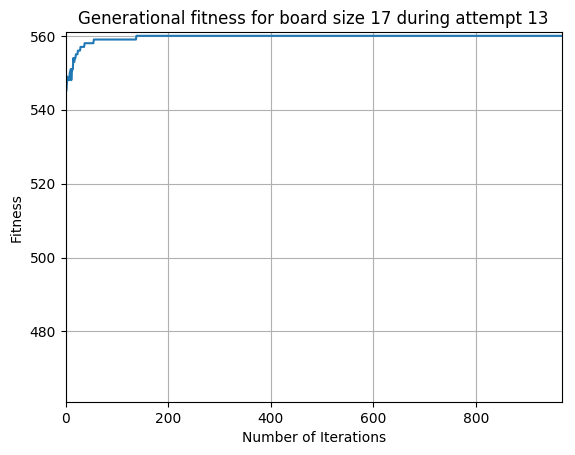 Generational fitness for board size 17 during attempt 13
560
540
520
500
480
Fitness
0 200 400 600 800
Number of Iterations